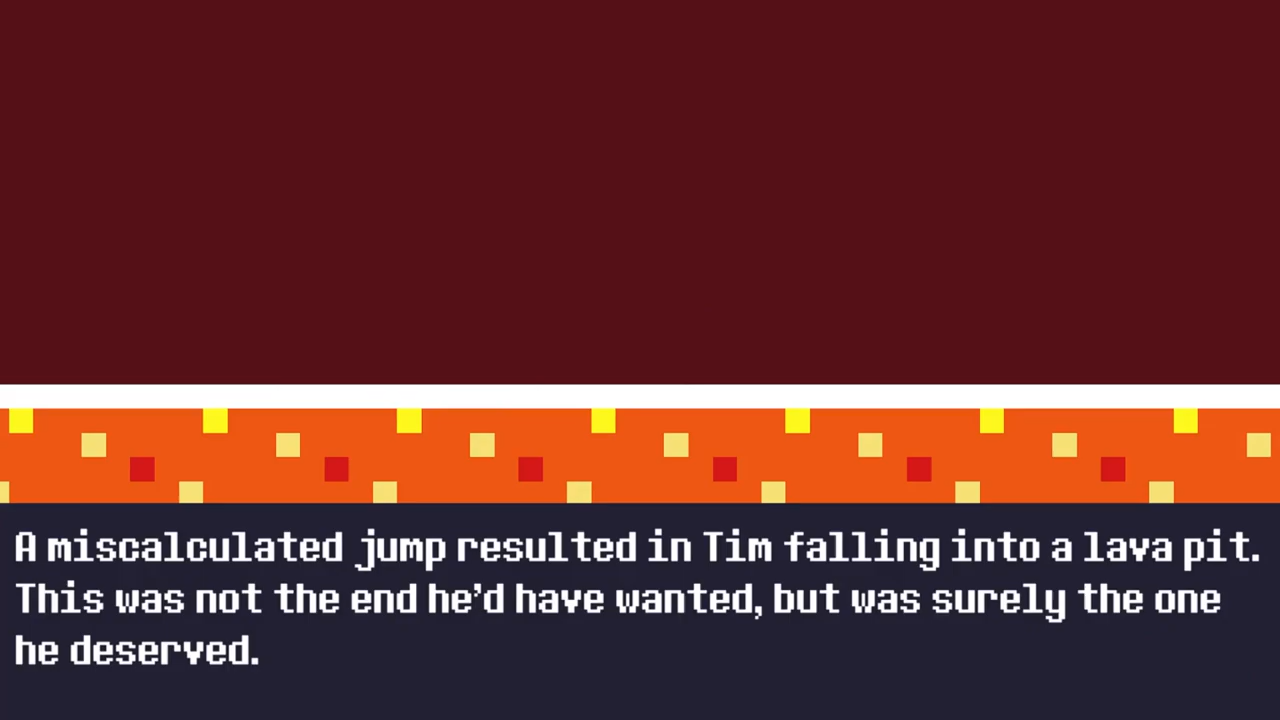 A miscalculated jump resulted in Tim falling into a lava pit.
This was not the end he'd have wanted, but was surely the one
he deserved.